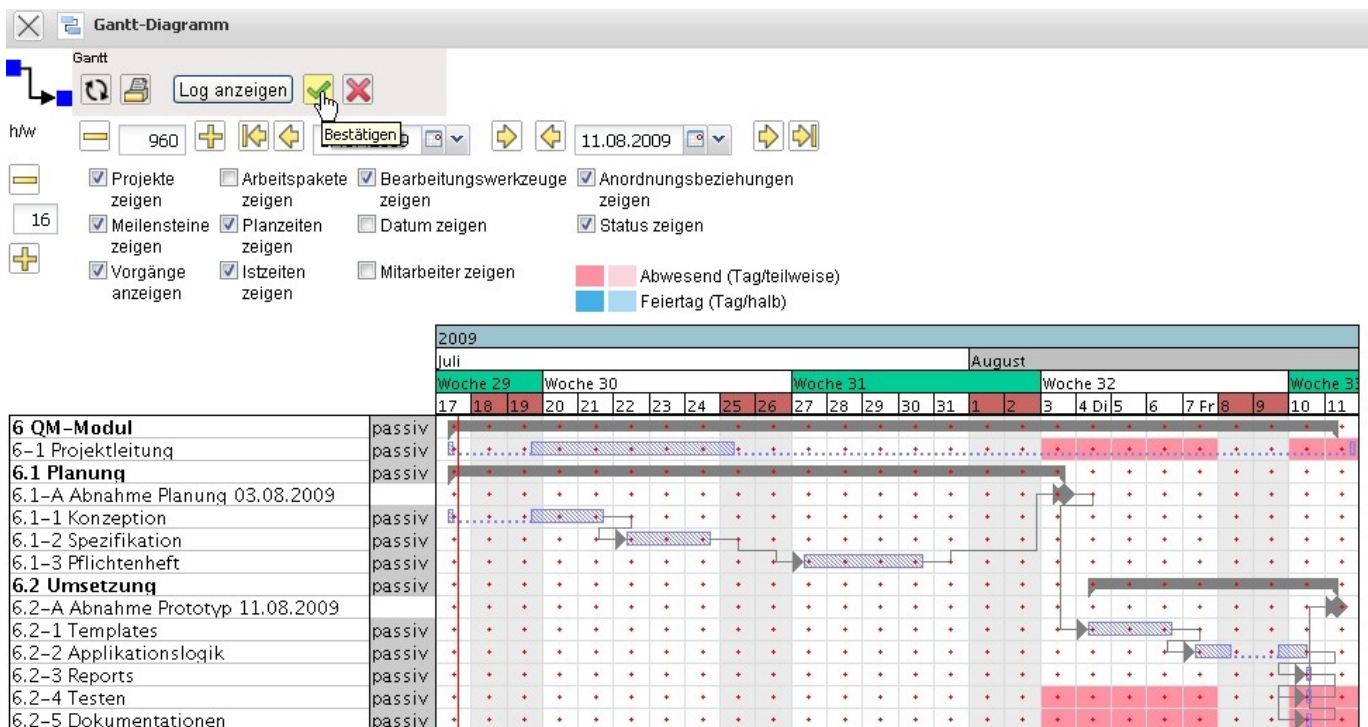 Gantt-Diagramm
Gantt
Log anzeigen
h/w
960
Bestätigen
11.08.2009
Projekte zeigen
Arbeitspakete zeigen
Bearbeitungswerkzeuge zeigen
Anordnungsbeziehungen zeigen
16
Meilensteine zeigen
Planzeiten zeigen
Datum zeigen
Status zeigen
Vorgänge anzeigen
Istzeiten zeigen
Mitarbeiter zeigen
Abwesend (Tag/teilweise)
Feiertag (Tag/halb)
2009
Juli August
Woche 29 Woche 30 Woche 31 Woche 32 Woche 33
17 18 19 20 21 22 23 24 25 26 27 28 29 30 31 1 2 3 4 Di 5 6 7 Fr 8 9 10 11
6 QM-Modul passiv
6-1 Projektleitung passiv
6.1 Planung passiv
6.1-A Abnahme Planung 03.08.2009
6.1-1 Konzeption passiv
6.1-2 Spezifikation passiv
6.1-3 Pflichtenheft passiv
6.2 Umsetzung passiv
6.2-A Abnahme Prototyp 11.08.2009
6.2-1 Templates passiv
6.2-2 Applikationslogik passiv
6.2-3 Reports passiv
6.2-4 Testen passiv
6.2-5 Dokumentationen passiv